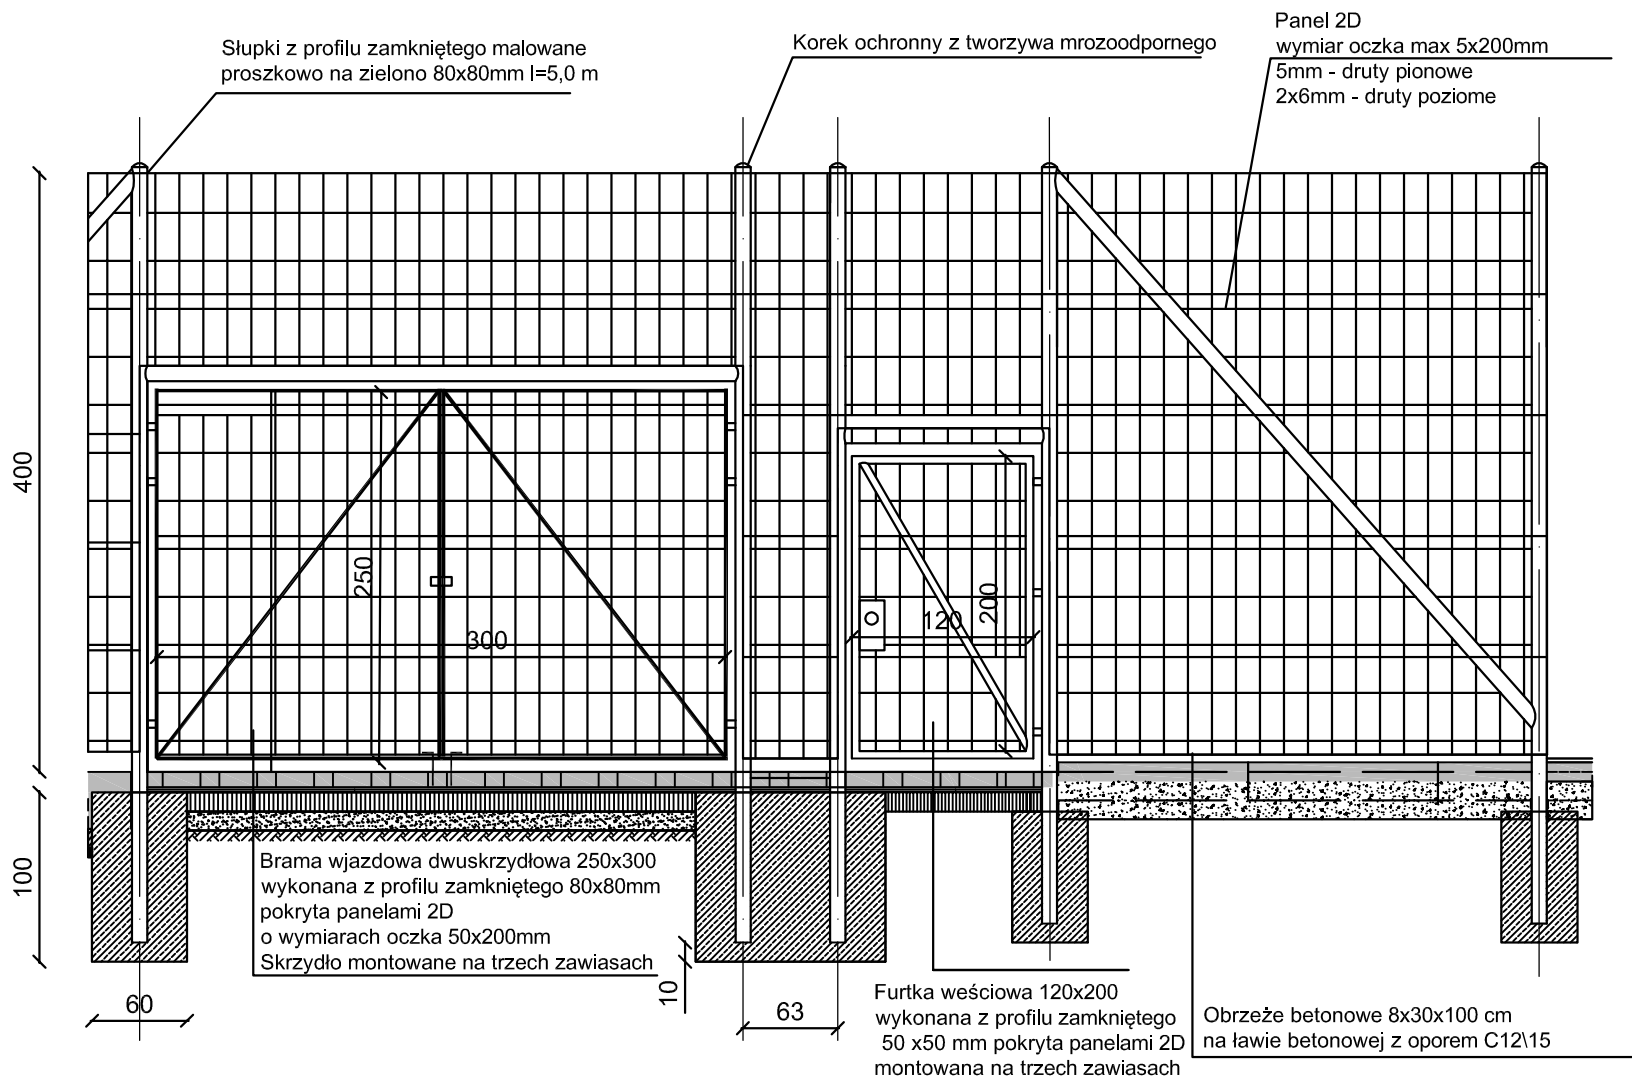 Słupki z profilu zamkniętego malowane
proszkowo na zielono 80x80mm l=5,0 m
Korek ochronny z tworzywa mrozoodpornego
Panel 2D
wymiar oczka max 5x200mm
5mm - druty pionowe
2x6mm - druty poziome
400
250
300
200
120
100
Brama wjazdowa dwuskrzydłowa 250x300
wykonana z profilu zamkniętego 80x80mm
pokryta panelami 2D
o wymiarach oczka 50x200mm
Skrzydło montowane na trzech zawiasach
60
10
63
Furtka weściowa 120x200
wykonana z profilu zamkniętego
50 x50 mm pokryta panelami 2D
montowana na trzech zawiasach
Obrzeże betonowe 8x30x100 cm
na ławie betonowej z oporem C12\15